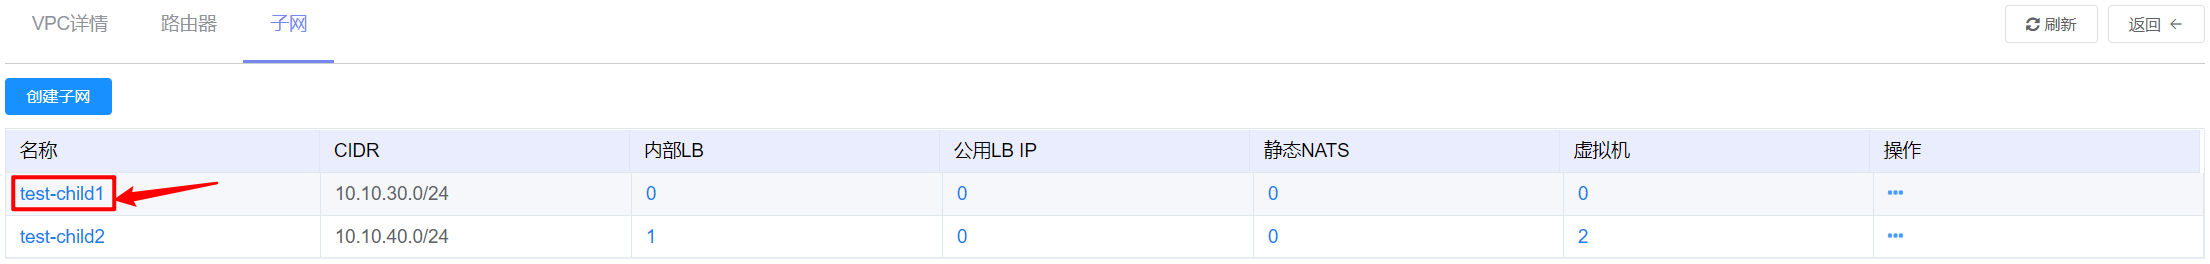 VPC详情 路由器 子网 刷新 返回 ←
创建子网
名称 CIDR 内部LB 公用LB IP 静态NATS 虚拟机 操作
test-child1 10.10.30.0/24 0 0 0 0 •••
test-child2 10.10.40.0/24 1 0 0 2 •••